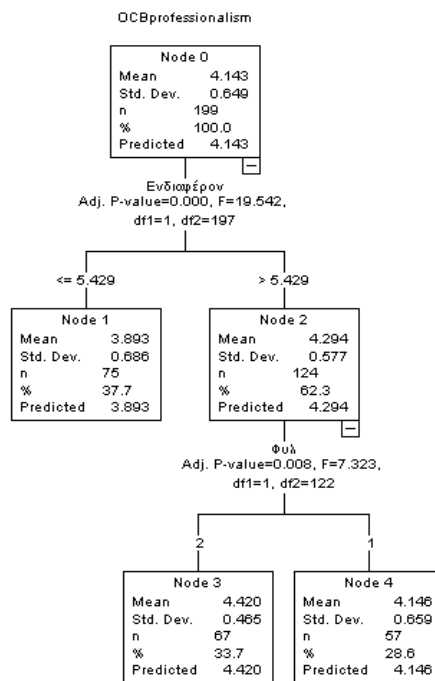 OCBprofessionalism
Node 0
Mean 4.143
Std. Dev. 0.649
n 199
% 100.0
Predicted 4.143
Ενδιαφέρον
Adj. P-value=0.000, F=19.542,
df1=1, df2=197
<= 5.429
> 5.429
Node 1
Mean 3.893
Std. Dev. 0.686
n 75
% 37.7
Predicted 3.893
Node 2
Mean 4.294
Std. Dev. 0.577
n 124
% 62.3
Predicted 4.294
Φυλ
Adj. P-value=0.008, F=7.323,
df1=1, df2=122
2
1
Node 3
Mean 4.420
Std. Dev. 0.465
n 67
% 33.7
Predicted 4.420
Node 4
Mean 4.146
Std. Dev. 0.659
n 57
% 28.6
Predicted 4.146